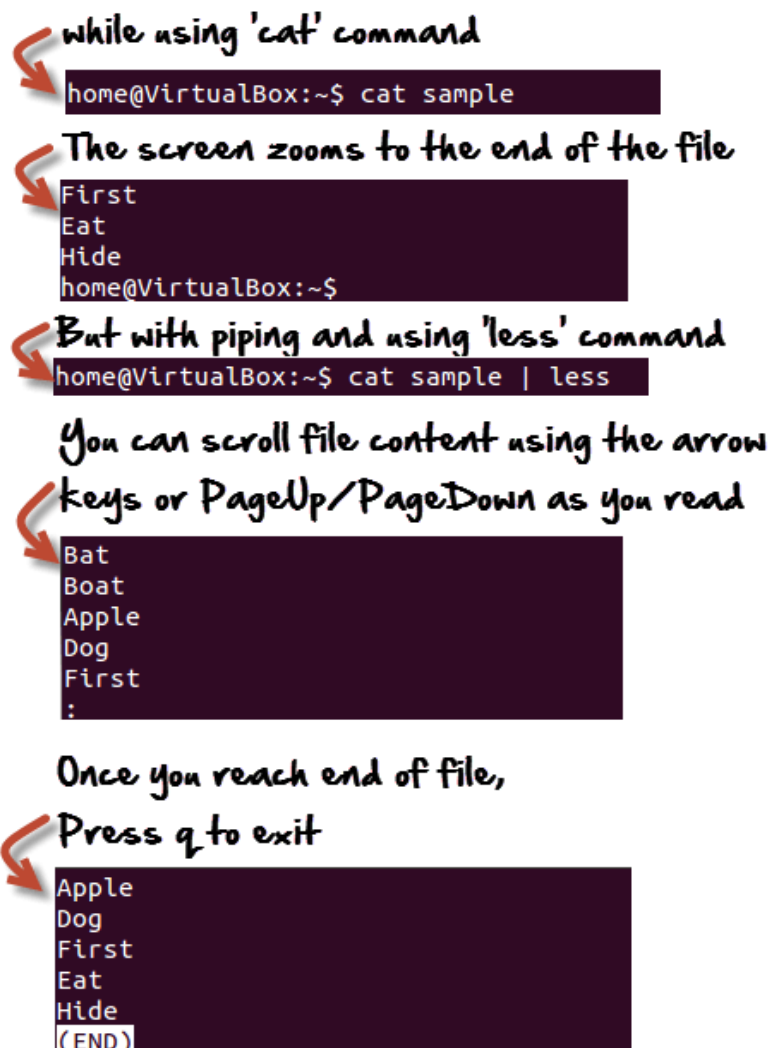 while using 'cat' command
home@VirtualBox:~$ cat sample
The screen zooms to the end of the file
First
Eat
Hide
home@VirtualBox:~$
But with piping and using 'less' command
home@VirtualBox:~$ cat sample | less
You can scroll file content using the arrow
keys or PageUp/PageDown as you read
Bat
Boat
Apple
Dog
First
:
Once you reach end of file,
Press q to exit
Apple
Dog
First
Eat
Hide
(END)